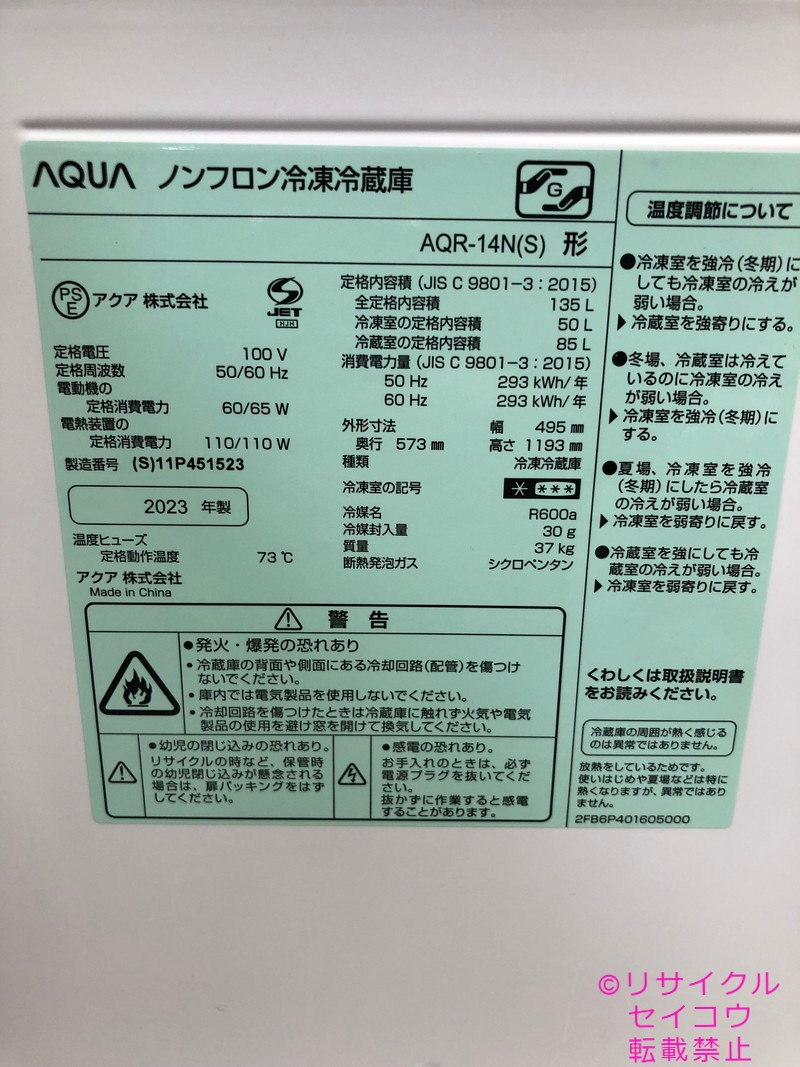 AQUA ノンフロン冷凍冷蔵庫
G
AQR-14N(S) 形
PS E アクア 株式会社
S JET
HJH
定格電圧 100 V
定格周波数 50/60 Hz
電動機の
定格消費電力 60/65 W
電熱装置の
定格消費電力 110/110 W
製造番号 (S)11P451523
2023 年製
温度ヒューズ
定格動作温度 73 ℃
アクア 株式会社
Made in China
定格内容積 (JIS C 9801-3 : 2015)
全定格内容積 135 L
冷凍室の定格内容積 50 L
冷蔵室の定格内容積 85 L
消費電力量 (JIS C 9801-3 : 2015)
50 Hz 293 kWh/年
60 Hz 293 kWh/年
外形寸法 幅 495 ㎜
奥行 573 ㎜ 高さ 1193 ㎜
種類 冷凍冷蔵庫
冷凍室の記号
冷媒名 R600a
冷媒封入量 30 g
質量 37 kg
断熱発泡ガス シクロペンタン
⚠ 警告
●発火・爆発の恐れあり
・冷蔵庫の背面や側面にある冷却回路(配管)を傷つけ
ないでください。
・庫内では電気製品を使用しないでください。
・冷却回路を傷つけたときは冷蔵庫に触れず火気や電気
製品の使用を避け窓を開けて換気してください。
●幼児の閉じ込みの恐れあり。
リサイクルの時など、保管時
の幼児閉じ込みが懸念される
場合は、扉パッキングをはず
してください。
●感電の恐れあり。
お手入れのときは、必ず
電源プラグを抜いてくだ
さい。
抜かずに作業すると感電
することがあります。
温度調節について
●冷凍室を強冷(冬期)に
しても冷凍室の冷えが
弱い場合。
▶冷蔵室を強寄りにする。
●冬場、冷蔵室は冷えて
いるのに冷凍室の冷え
が弱い場合。
▶冷凍室を強冷(冬期)に
する。
●夏場、冷凍室を強冷
(冬期)にしたら冷蔵室
の冷えが弱い場合。
▶冷凍室を弱寄りに戻す。
●冷蔵室を強にしても冷
蔵室の冷えが弱い場合。
▶冷凍室を弱寄りに戻す。
くわしくは取扱説明書
をお読みください。
冷蔵庫の周囲が熱く感じる
のは異常ではありません。
放熱をしているためです。
使いはじめや夏場などは特に
熱くなりますが、異常ではあり
ません。
2FB6P401605000
©リサイクル
セイコウ
転載禁止